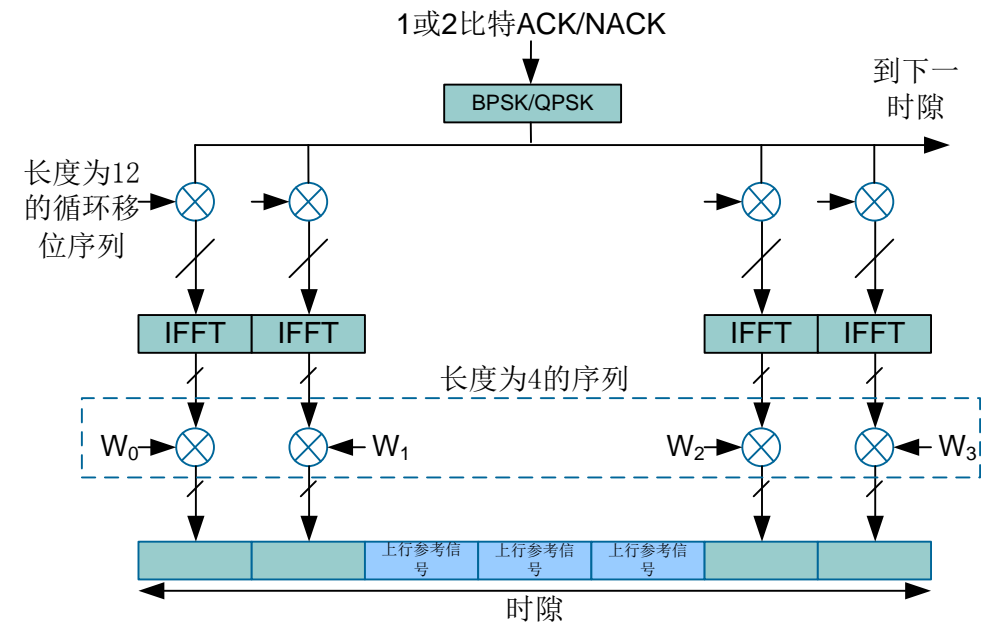 1或2比特ACK/NACK
到下一
时隙
BPSK/QPSK
长度为12
的循环移
位序列
IFFT
IFFT
IFFT
IFFT
长度为4的序列
W0
W1
W2
W3
上行参考信
号
上行参考信
号
上行参考信
号
时隙